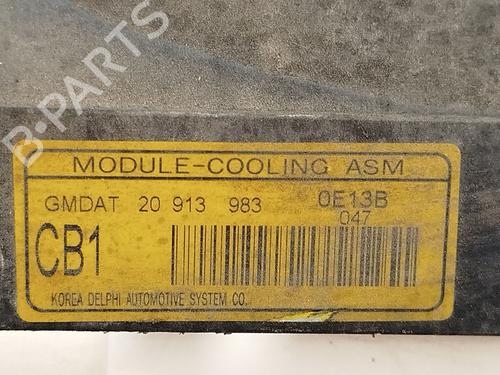 B-PARTS
MODULE-COOLING ASM
GMDAT 20 913 983 0E13B
047
CB1
KOREA DELPHI AUTOMOTIVE SYSTEM CO.